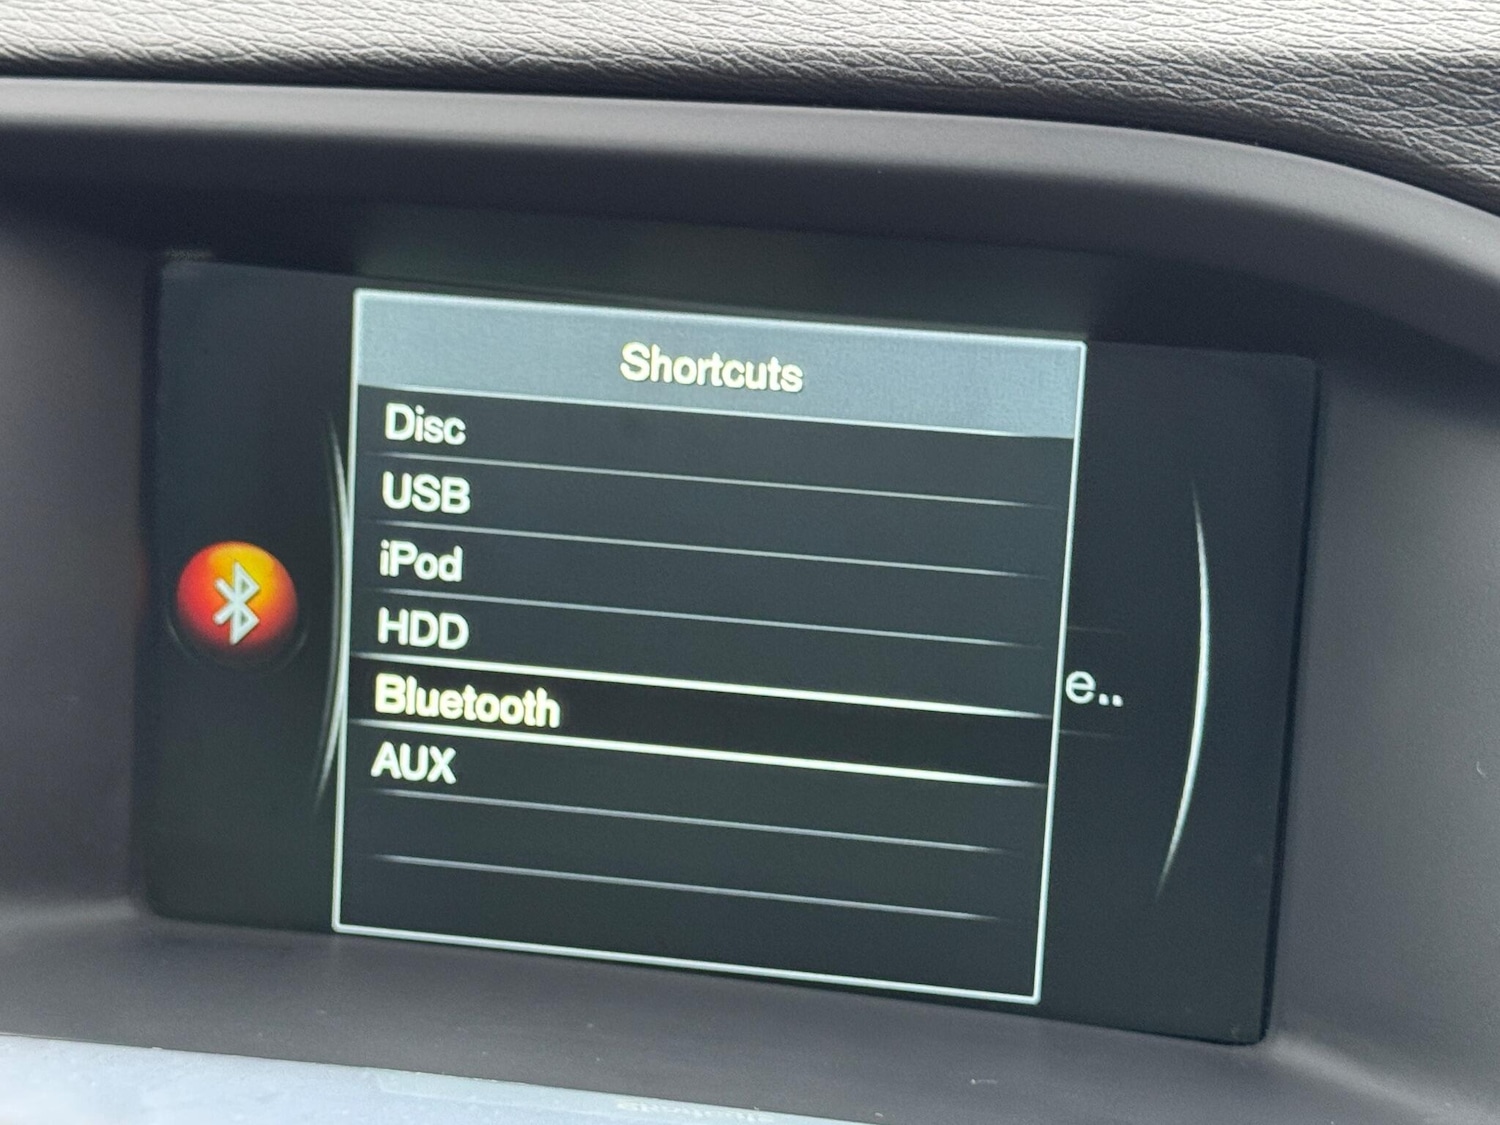 Shortcuts
Disc
USB
iPod
HDD
Bluetooth
e..
AUX